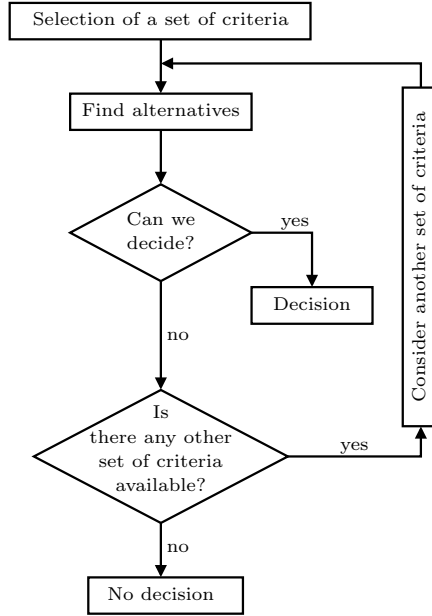 Selection of a set of criteria
Find alternatives
Can we
decide?
yes
Decision
no
Is
there any other
set of criteria
available?
yes
Consider another set of criteria
no
No decision